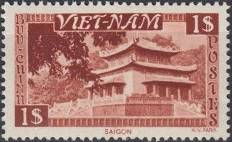 VIET-NAM
1$
BUU-CHINH
POSTES
1$
SAIGON